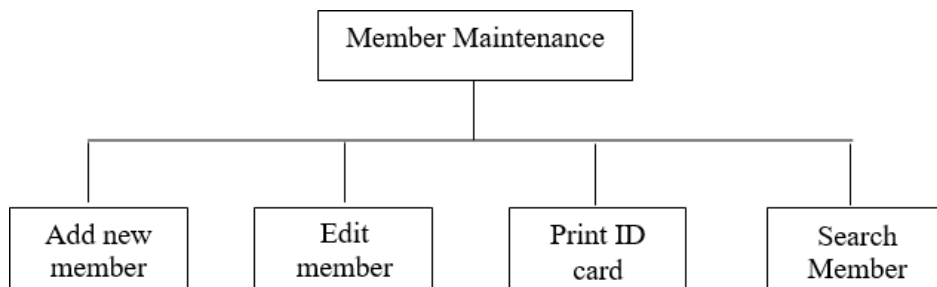 Member Maintenance
Add new
member
Edit
member
Print ID
card
Search
Member